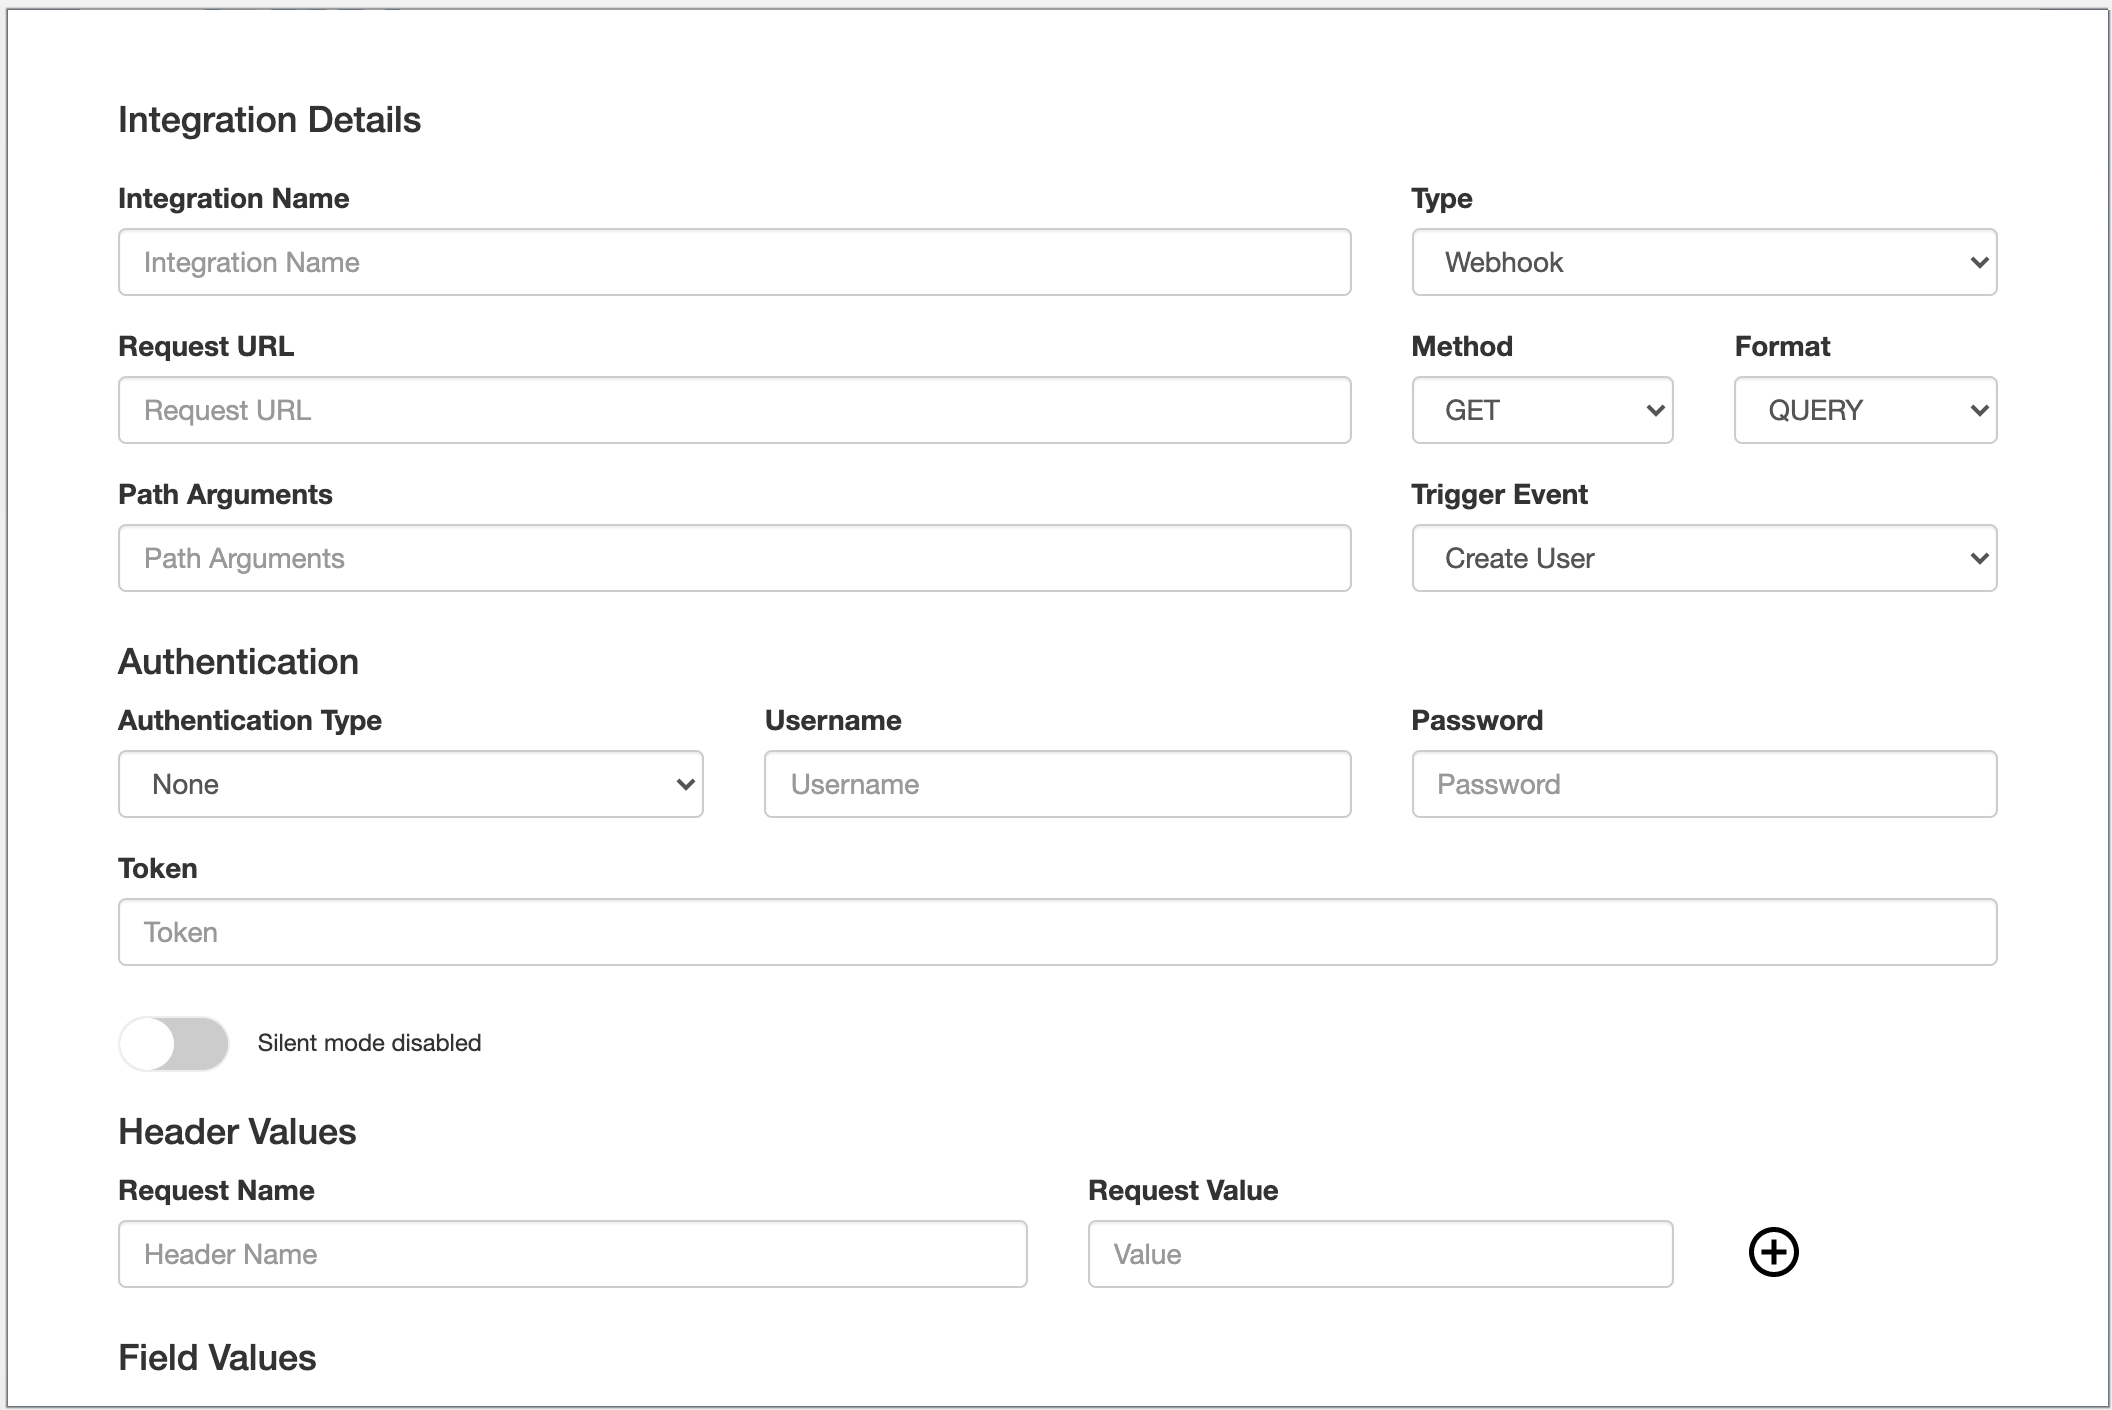 Integration Details
Integration Name
Type
Integration Name
Webhook
Request URL
Method
Format
Request URL
GET
QUERY
Path Arguments
Trigger Event
Path Arguments
Create User
Authentication
Authentication Type
Username
Password
None
Username
Password
Token
Token
Silent mode disabled
Header Values
Request Name
Request Value
Header Name
Value
Field Values